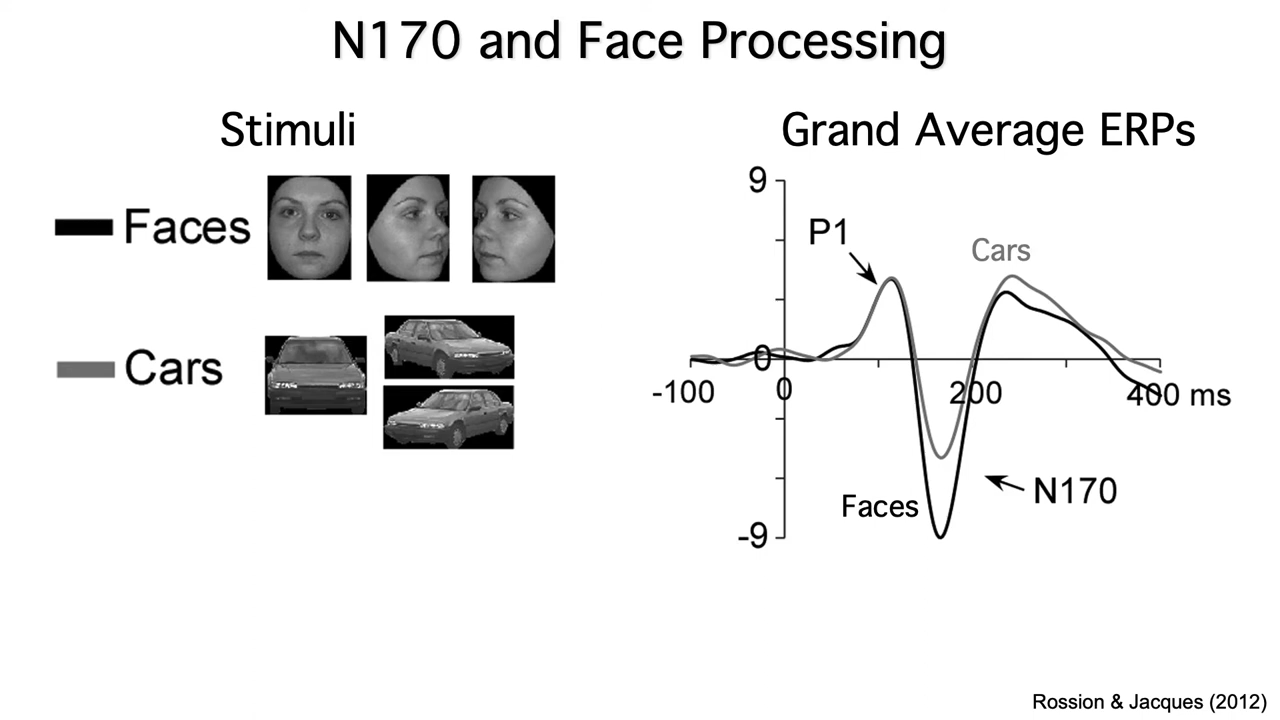 N170 and Face Processing
Stimuli
Faces
Cars
Grand Average ERPs
9
P1
Cars
0
-100
0
200
400 ms
Faces
N170
-9
Rossion & Jacques (2012)